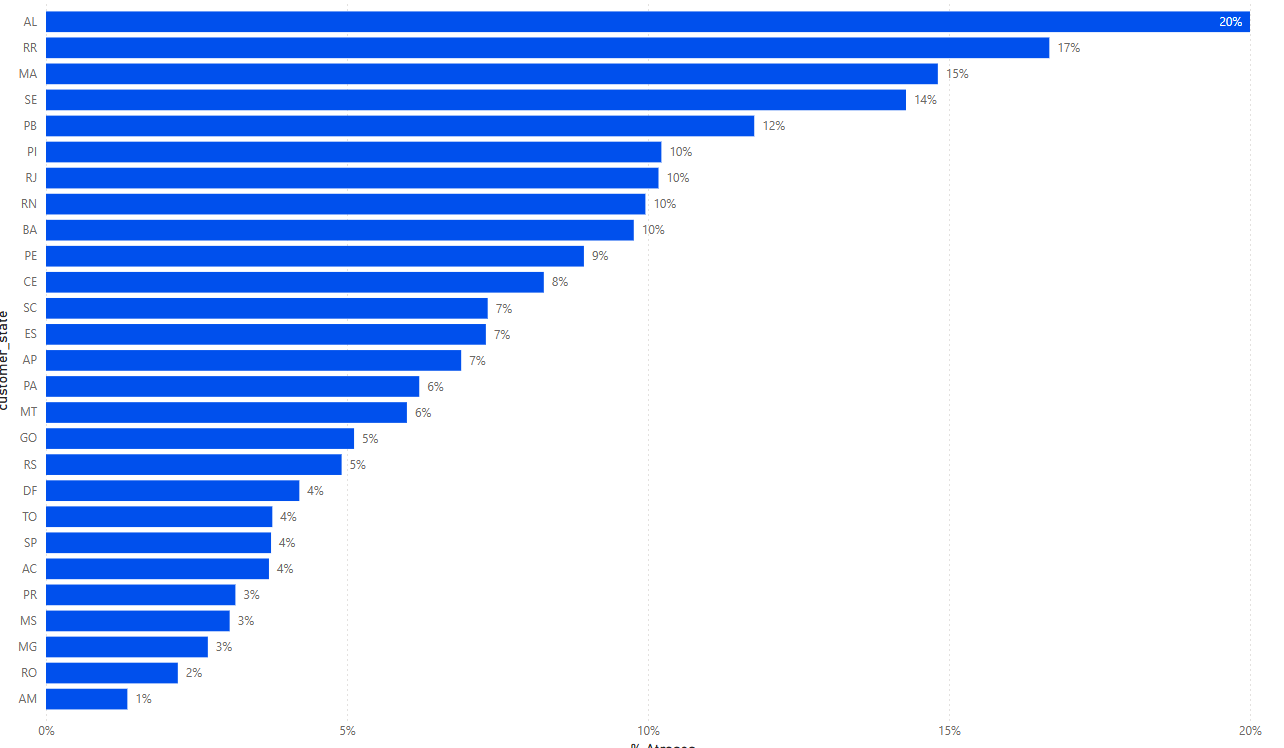 AL 20%
RR 17%
MA 15%
SE 14%
PB 12%
PI 10%
RJ 10%
RN 10%
BA 10%
PE 9%
CE 8%
SC 7%
ES 7%
AP 7%
PA 6%
MT 6%
GO 5%
RS 5%
DF 4%
TO 4%
SP 4%
AC 4%
PR 3%
MS 3%
MG 3%
RO 2%
AM 1%
customer_state
0% 5% 10% 15% 20%
% Atrasos